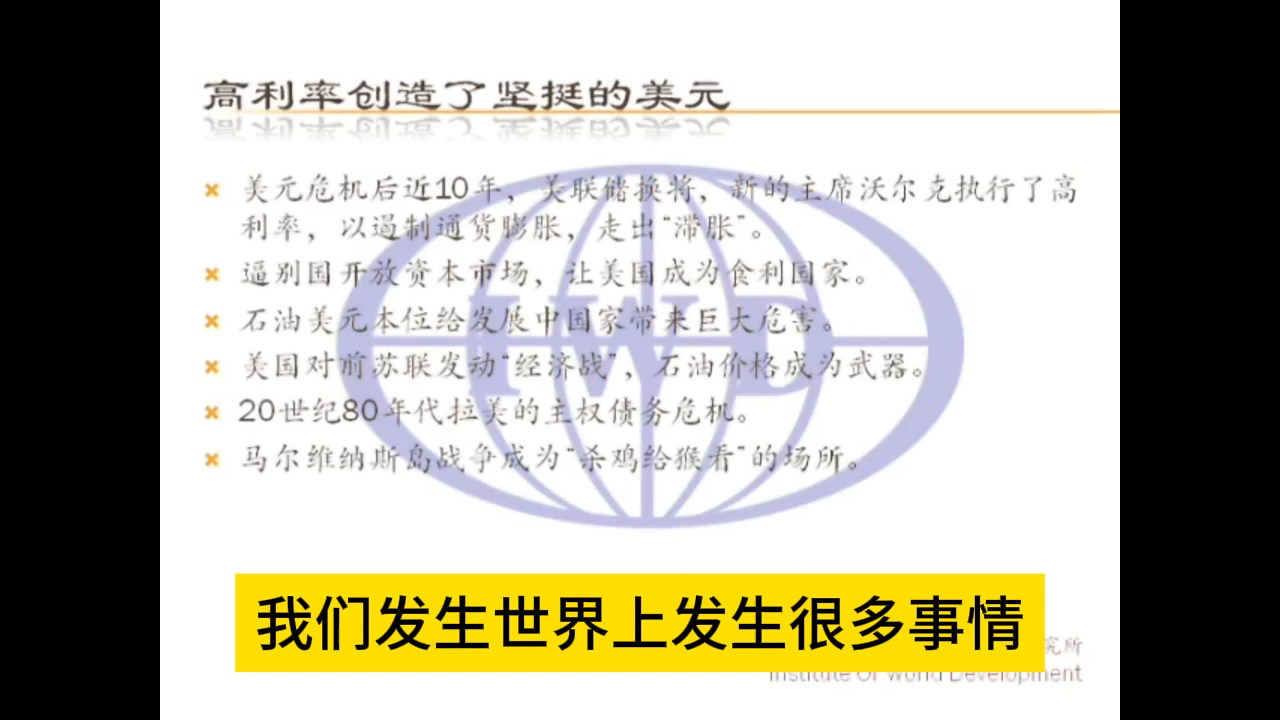 高利率创造了坚挺的美元
美元危机后近10年，美联储换将，新的主席沃尔克执行了高
利率，以遏制通货膨胀，走出“滞胀”。
逼别国开放资本市场，让美国成为食利国家。
石油美元本位给发展中国家带来巨大危害。
美国对前苏联发动“经济战”，石油价格成为武器。
20世纪80年代拉美的主权债务危机。
马尔维纳斯岛战争成为“杀鸡给猴看”的场所。
IWD
我们发生世界上发生很多事情
究所
Institute Of World Development